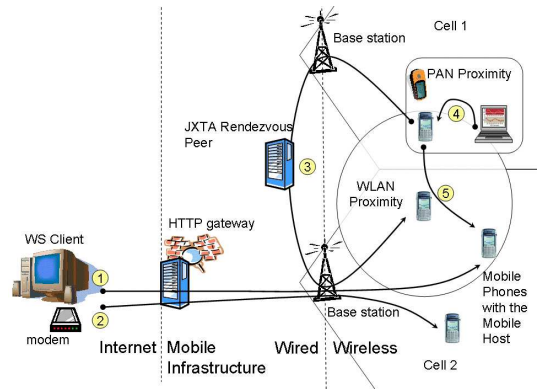 Cell 1
Base station
PAN Proximity
4
JXTA Rendezvous
Peer
3
WLAN
Proximity
5
HTTP gateway
WS Client
1
2
modem
Mobile
Phones
with the
Mobile
Host
Base station
Internet
Mobile
Infrastructure
Wired
Wireless
Cell 2